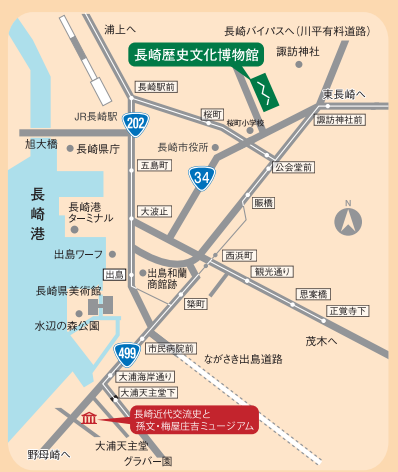 浦上へ
長崎バイパスへ(川平有料道路)
長崎歴史文化博物館
諏訪神社
長崎駅前
東長崎へ
JR長崎駅
桜町
202
桜町小学校
諏訪神社前
旭大橋
長崎県庁
長崎市役所
公会堂前
五島町
34
長崎港
賑橋
大波止
長崎港
ターミナル
N
出島ワーフ
西浜町
出島
出島和蘭
商館跡
観光通り
長崎県美術館
築町
思案橋
正覚寺下
水辺の森公園
茂木へ
499
市民病院前
ながさき出島道路
大浦海岸通り
大浦天主堂下
長崎近代交流史と
孫文・梅屋庄吉ミュージアム
野母崎へ
大浦天主堂
グラバー園